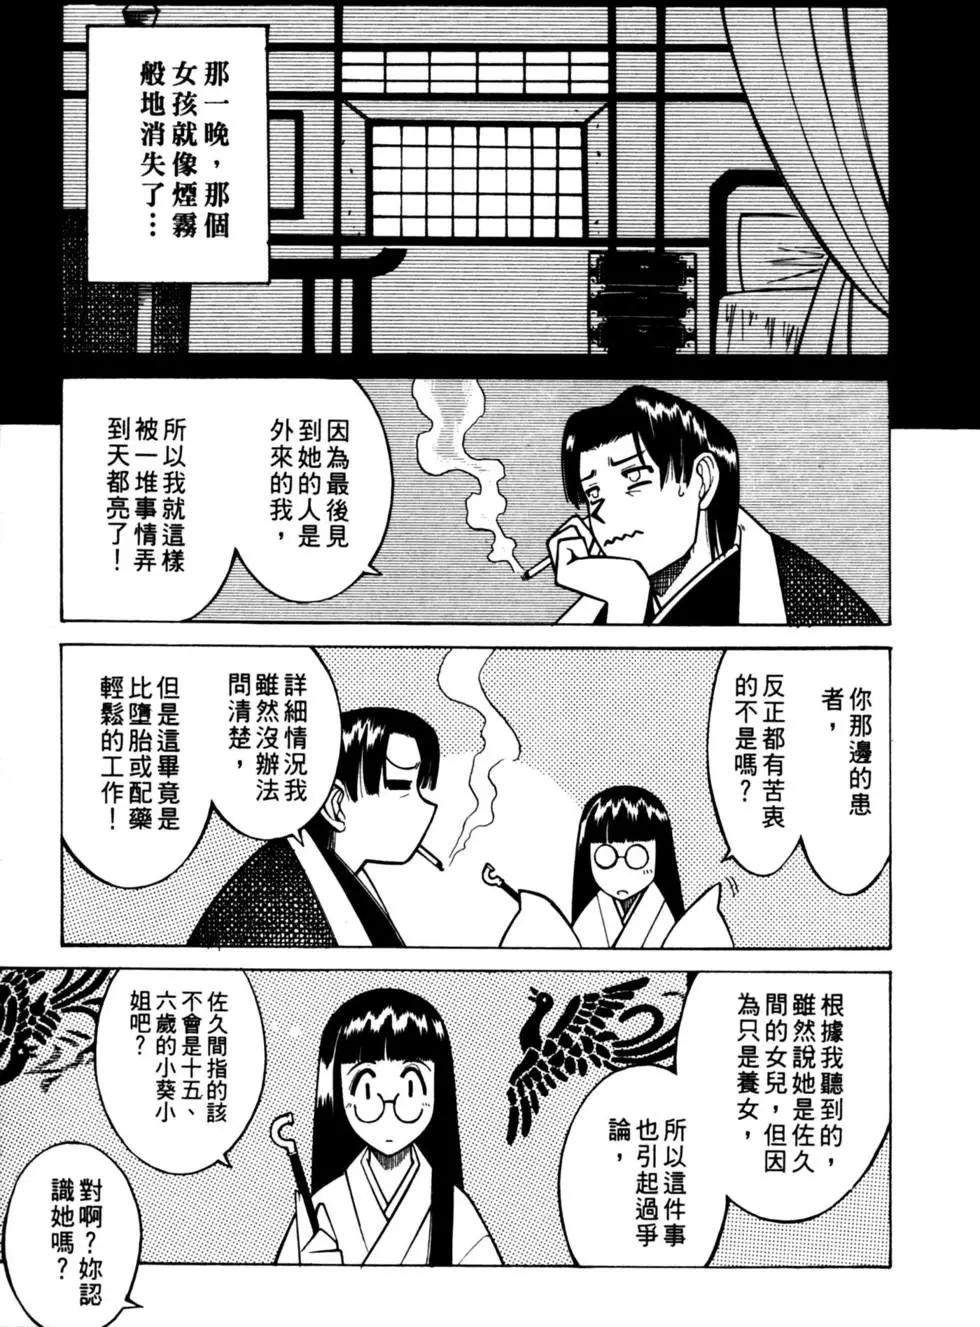 那一晚，那個
女孩就像煙霧
般地消失了…
因為最後見
到她的人是
外來的我，
所以我就這樣
被一堆事情弄
到天都亮了！
你那邊的患
者，
反正都有苦衷
的不是嗎？
詳細情況我
雖然沒辦法
問清楚，
但是這畢竟是
比墮胎或配藥
輕鬆的工作！
根據我聽到的，
雖然說她是佐久
間的女兒，但因
為只是養女，
所以這件事
也引起過爭
論，
佐久間指的該
不會是十五、
六歲的小葵小
姐吧？
對啊？妳認
識她嗎？